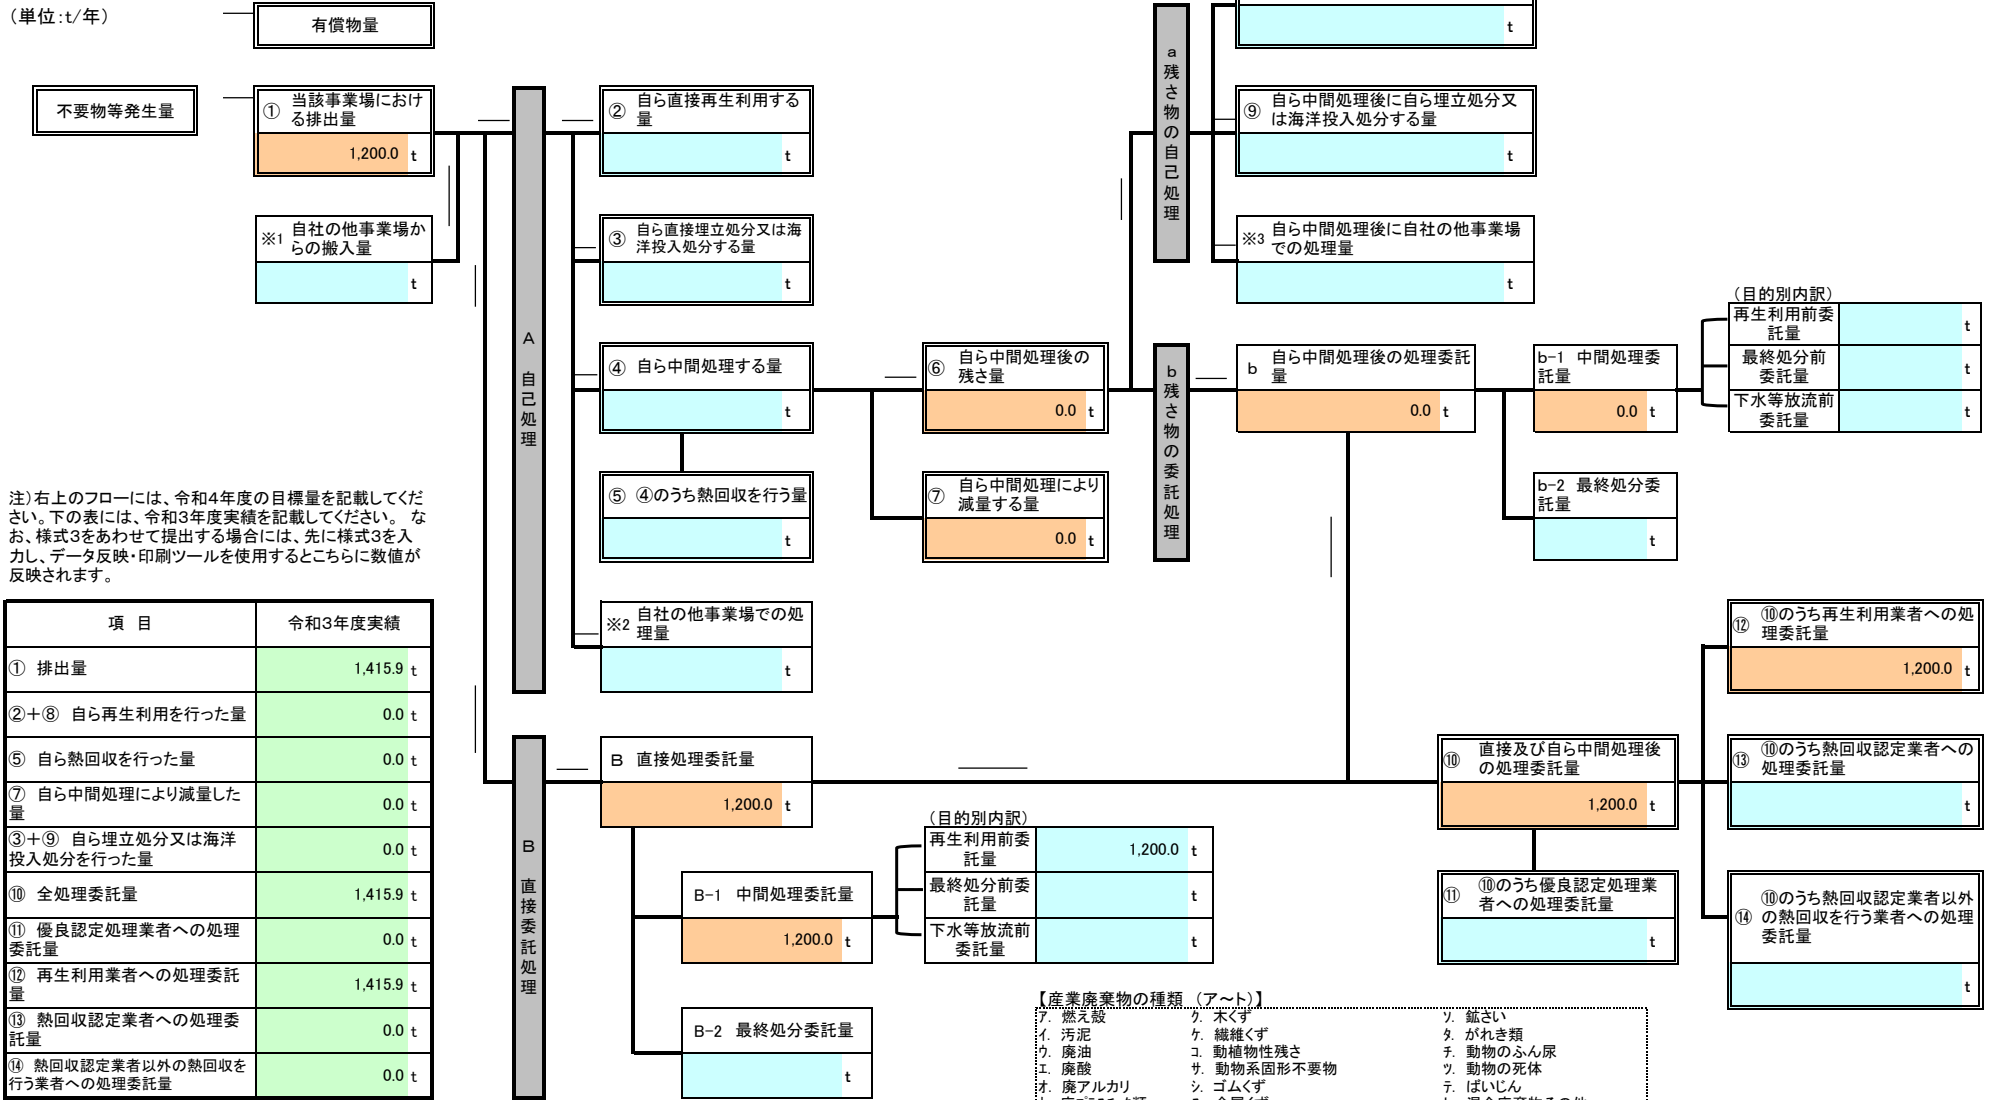 （単位：t/年）
有償物量
t
不要物等発生量
① 当該事業場におけ
る排出量
1,200.0 t
※1 自社の他事業場か
らの搬入量
t
A 自己処理
② 自ら直接再生利用する
量
t
③ 自ら直接埋立処分又は海
洋投入処分する量
t
④ 自ら中間処理する量
t
⑤ ④のうち熱回収を行う量
t
※2 自社の他事業場での処
理量
t
⑥ 自ら中間処理後の
残さ量
0.0 t
⑦ 自ら中間処理により
減量する量
0.0 t
a 残さ物の自己処理
⑨ 自ら中間処理後に自ら埋立処分又
は海洋投入処分する量
t
※3 自ら中間処理後に自社の他事業場
での処理量
t
b 残さ物の委託処理
b 自ら中間処理後の処理委託
量
0.0 t
b-1 中間処理委
託量
0.0 t
b-2 最終処分委
託量
t
（目的別内訳）
再生利用前委
託量
t
最終処分前
委託量
t
下水等放流前
委託量
t
注）右上のフローには、令和4年度の目標量を記載してくだ
さい。下の表には、令和3年度実績を記載してください。 な
お、様式3をあわせて提出する場合には、先に様式3を入
力し、データ反映・印刷ツールを使用するとこちらに数値が
反映されます。
項 目 令和3年度実績
① 排出量 1,415.9 t
②＋⑧ 自ら再生利用を行った量 0.0 t
⑤ 自ら熱回収を行った量 0.0 t
⑦ 自ら中間処理により減量した
量 0.0 t
③＋⑨ 自ら埋立処分又は海洋
投入処分を行った量 0.0 t
⑩ 全処理委託量 1,415.9 t
⑪ 優良認定処理業者への処理
委託量 0.0 t
⑫ 再生利用業者への処理委託
量 1,415.9 t
⑬ 熱回収認定業者への処理委
託量 0.0 t
⑭ 熱回収認定業者以外の熱回収を
行う業者への処理委託量 0.0 t
B 直接委託処理
B 直接処理委託量
1,200.0 t
B-1 中間処理委託量
1,200.0 t
B-2 最終処分委託量
t
（目的別内訳）
再生利用前委
託量
1,200.0 t
最終処分前委
託量
t
下水等放流前
委託量
t
⑩ 直接及び自ら中間処理後
の処理委託量
1,200.0 t
⑪ ⑩のうち優良認定処理業
者への処理委託量
t
⑫ ⑩のうち再生利用業者への処
理委託量
1,200.0 t
⑬ ⑩のうち熱回収認定業者への
処理委託量
t
⑭ ⑩のうち熱回収認定業者以外
の熱回収を行う業者への処理
委託量
t
【産業廃棄物の種類 （ア～ト）】
ア. 燃え殻 ク. 木くず ソ. 鉱さい
イ. 汚泥 ケ. 繊維くず タ. がれき類
ウ. 廃油 コ. 動植物性残さ チ. 動物のふん尿
エ. 廃酸 サ. 動物系固形不要物 ツ. 動物の死体
オ. 廃アルカリ シ. ゴムくず テ. ばいじん